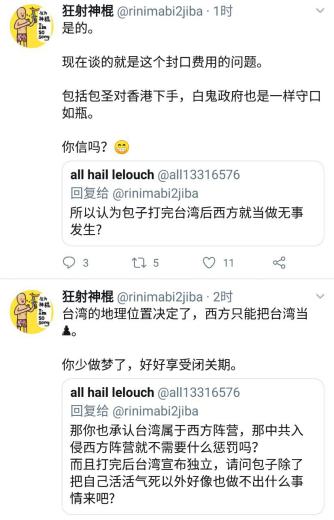 狂射神棍 @rinimabi2jiba · 1时
是的。
现在谈的就是这个封口费用的问题。
包括包圣对香港下手，白鬼政府也是一样守口
如瓶。
你信吗？😁
all hail lelouch @all13316576
回复给 @rinimabi2jiba
所以认为包子打完台湾后西方就当做无事
发生？
3 5 11
狂射神棍 @rinimabi2jiba · 2时
台湾的地理位置决定了，西方只能把台湾当
♟。
你少做梦了，好好享受闭关期。
all hail lelouch @all13316576
回复给 @rinimabi2jiba
那你也承认台湾属于西方阵营，那中共入
侵西方阵营就不需要什么惩罚吗？
而且打完后台湾宣布独立，请问包子除了
把自己活活气死以外好像也做不出什么事
情来吧？